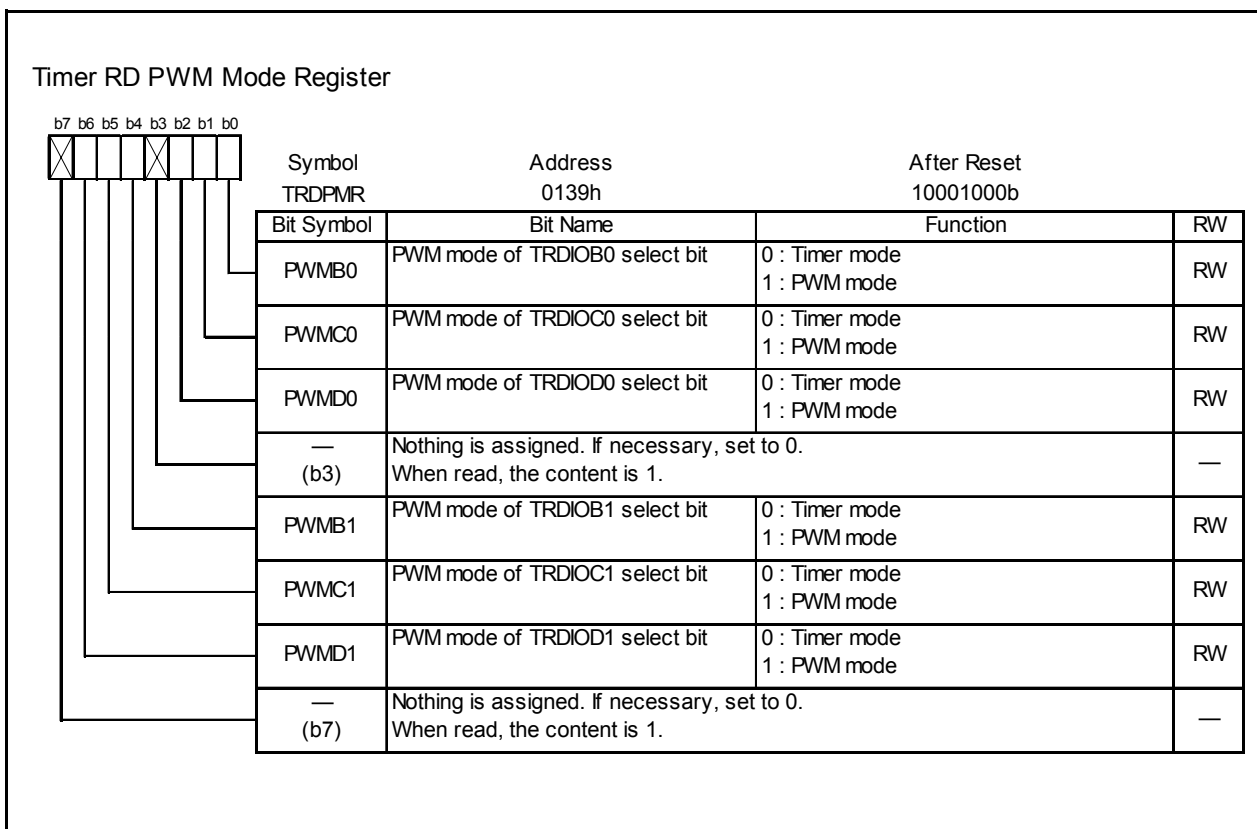 Timer RD PWM Mode Register
b7 b6 b5 b4 b3 b2 b1 b0
Symbol Address After Reset
TRDPMR 0139h 10001000b
Bit Symbol Bit Name Function RW
PWMB0 PWM mode of TRDIOB0 select bit 0 : Timer mode RW
1 : PWM mode
PWMC0 PWM mode of TRDIOC0 select bit 0 : Timer mode RW
1 : PWM mode
PWMD0 PWM mode of TRDIOD0 select bit 0 : Timer mode RW
1 : PWM mode
— Nothing is assigned. If necessary, set to 0. —
(b3) When read, the content is 1.
PWMB1 PWM mode of TRDIOB1 select bit 0 : Timer mode RW
1 : PWM mode
PWMC1 PWM mode of TRDIOC1 select bit 0 : Timer mode RW
1 : PWM mode
PWMD1 PWM mode of TRDIOD1 select bit 0 : Timer mode RW
1 : PWM mode
— Nothing is assigned. If necessary, set to 0. —
(b7) When read, the content is 1.